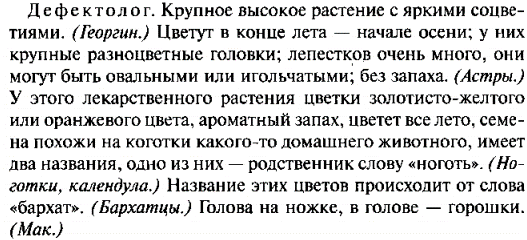 Дефектолог. Крупное высокое растение с яркими соцве-
тиями. (Георгин.) Цветут в конце лета — начале осени; у них
крупные разноцветные головки; лепестков очень много, они
могут быть овальными или игольчатыми; без запаха. (Астры.)
У этого лекарственного растения цветки золотисто-желтого
или оранжевого цвета, ароматный запах, цветет все лето, семе-
на похожи на коготки какого-то домашнего животного, имеет
два названия, одно из них — родственник слову «ноготь». (Но-
готки, календула.) Название этих цветов происходит от слова
«бархат». (Бархатцы.) Голова на ножке, в голове — горошки.
(Мак.)